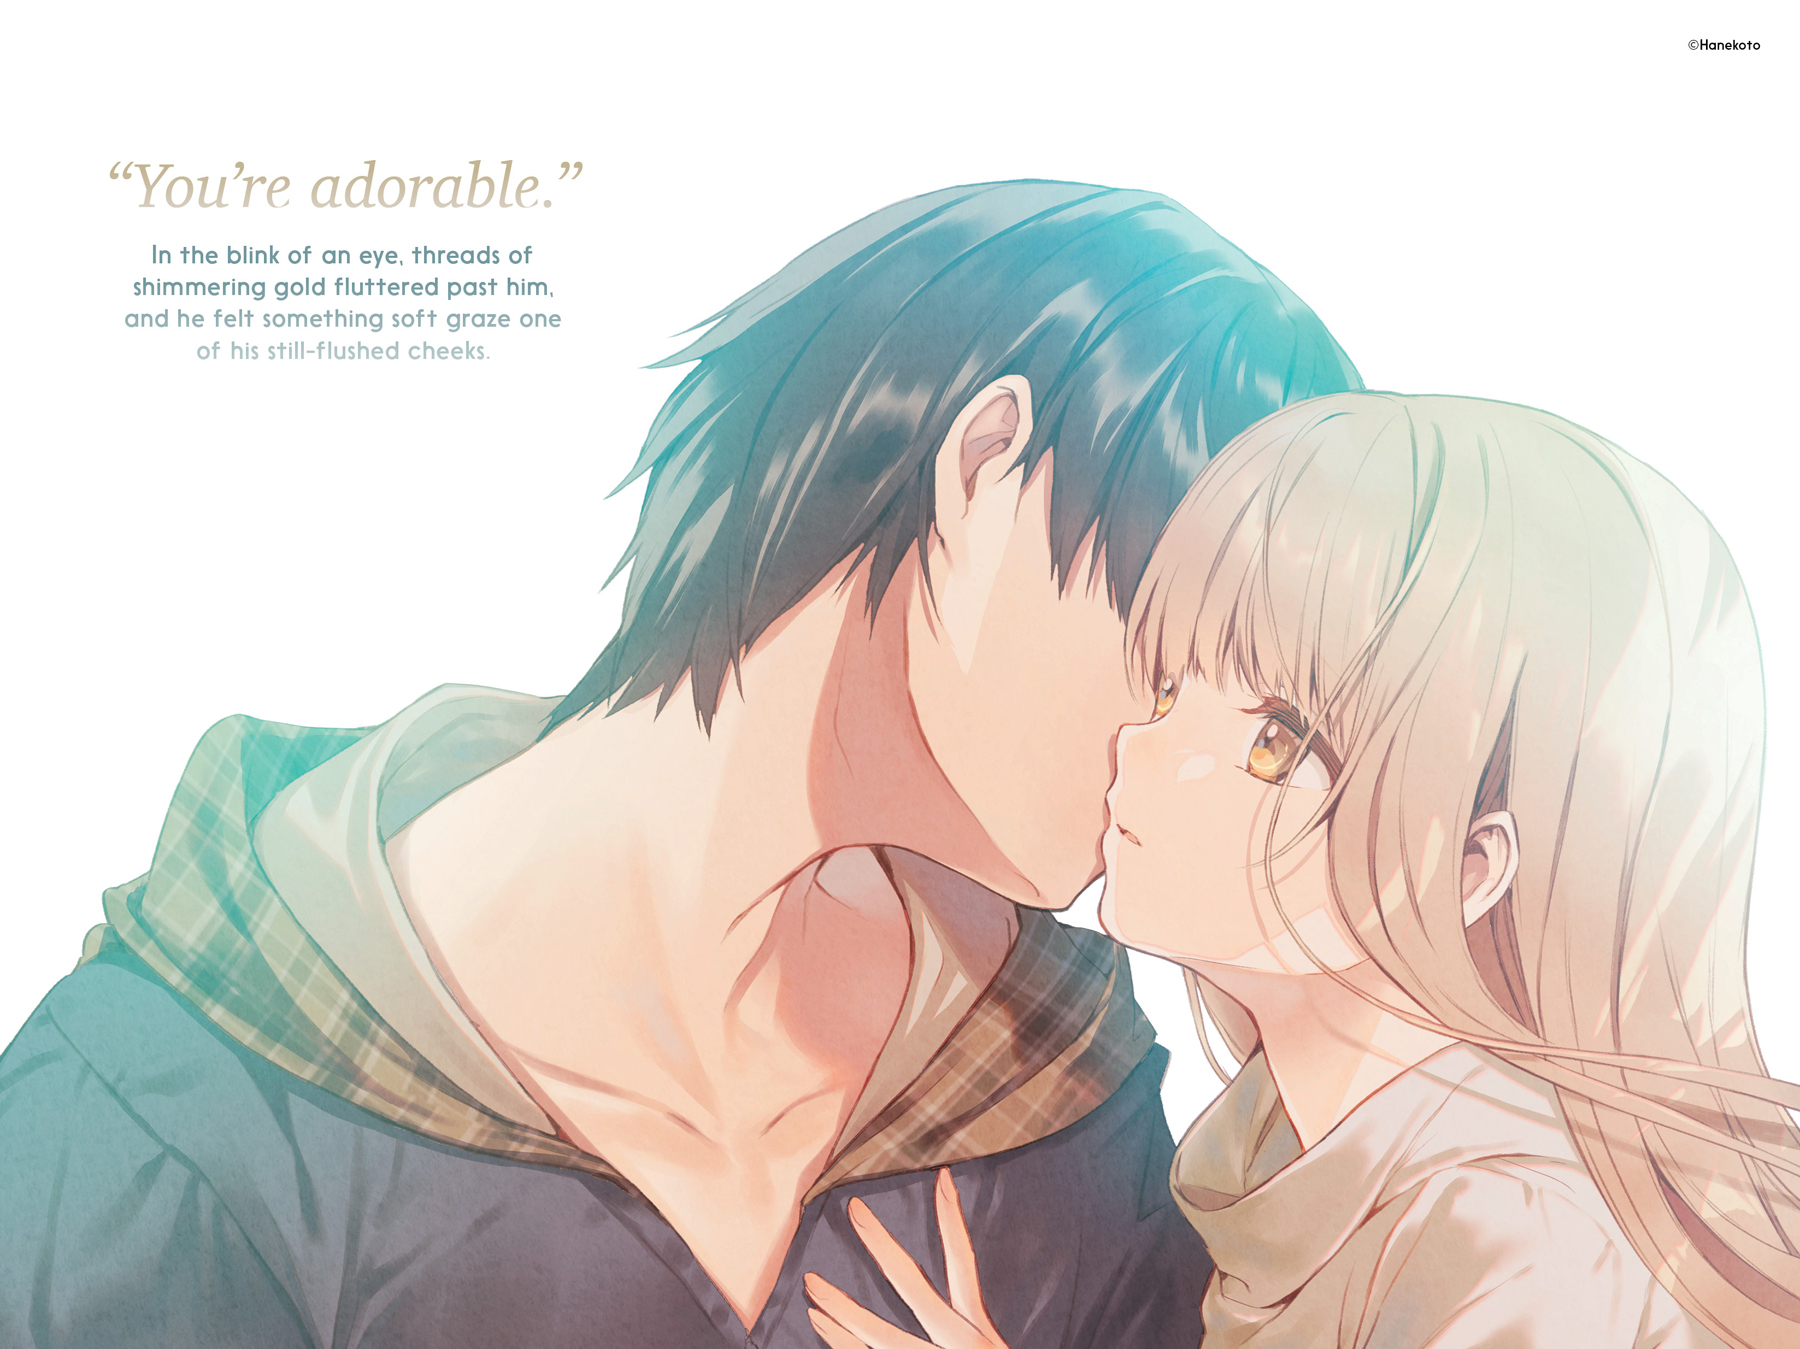 ©Hanekoto
“You’re adorable.”
In the blink of an eye, threads of
shimmering gold fluttered past him,
and he felt something soft graze one
of his still-flushed cheeks.